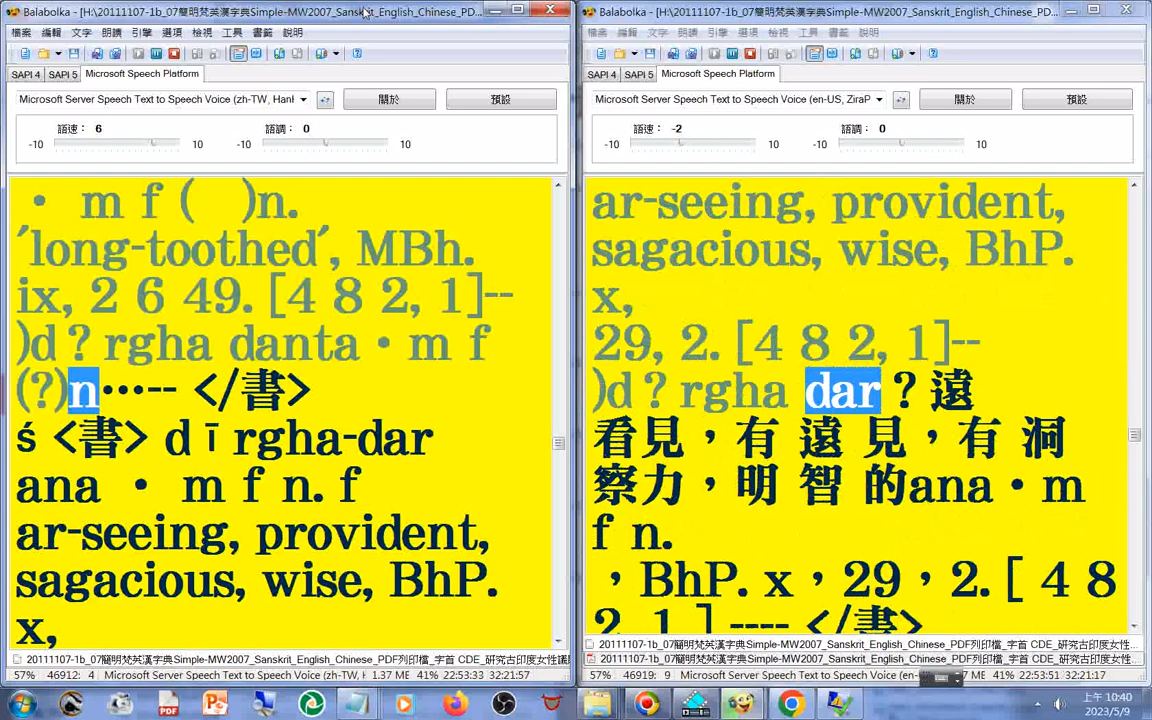 Balabolka - [H:\20111107-1b_07簡明梵英漢字典Simple-MW2007_Sanskrit_English_Chinese_PD...
檔案 編輯 文字 朗讀 引擎 選項 檢視 工具 書籤 說明
SAPI 4 SAPI 5 Microsoft Speech Platform
Microsoft Server Speech Text to Speech Voice (zh-TW, HanH
關於 預設
語速： 6 語調： 0
-10 10 -10 10
• m f ( )n.
'long-toothed', MBh.
ix, 2 6 49. [4 8 2, 1]--
)d？rgha danta • m f
(?)n…-- </書>
ś <書> d ī rgha-dar
ana • m f n. f
ar-seeing, provident,
sagacious, wise, BhP.
x,
20111107-1b_07簡明梵英漢字典Simple-MW2007_Sanskrit_English_Chinese_PDF列印檔_字首 CDE_研究古印度女性議
57% 46912: 4 Microsoft Server Speech Text to Speech Voice (zh-TW, H 1.37 MB 41% 22:53:33 32:21:57
Balabolka - [H:\20111107-1b_07簡明梵英漢字典Simple-MW2007_Sanskrit_English_Chinese_PD...
檔案 編輯 文字 朗讀 引擎 選項 檢視 工具 書籤 說明
SAPI 4 SAPI 5 Microsoft Speech Platform
Microsoft Server Speech Text to Speech Voice (en-US, ZiraP
關於 預設
語速： -2 語調： 0
-10 10 -10 10
ar-seeing, provident,
sagacious, wise, BhP.
x,
29, 2. [4 8 2, 1]--
)d？rgha dar？遠
看見，有 遠 見，有 洞
察力，明 智 的ana • m
f n.
，BhP. x，29，2. [ 4 8
2, 1 ]---- </書>
20111107-1b_07簡明梵英漢字典Simple-MW2007_Sanskrit_English_Chinese_PDF列印檔_字首 CDE_研究古印度女性...
20111107-1b_07簡明梵英漢字典Simple-MW2007_Sanskrit_English_Chinese_PDF列印檔_字首 CDE_研究古印度女性...
57% 46919: 9 Microsoft Server Speech Text to Speech Voice 41% 22:53:51 32:21:17
上午 10:40
2023/5/9